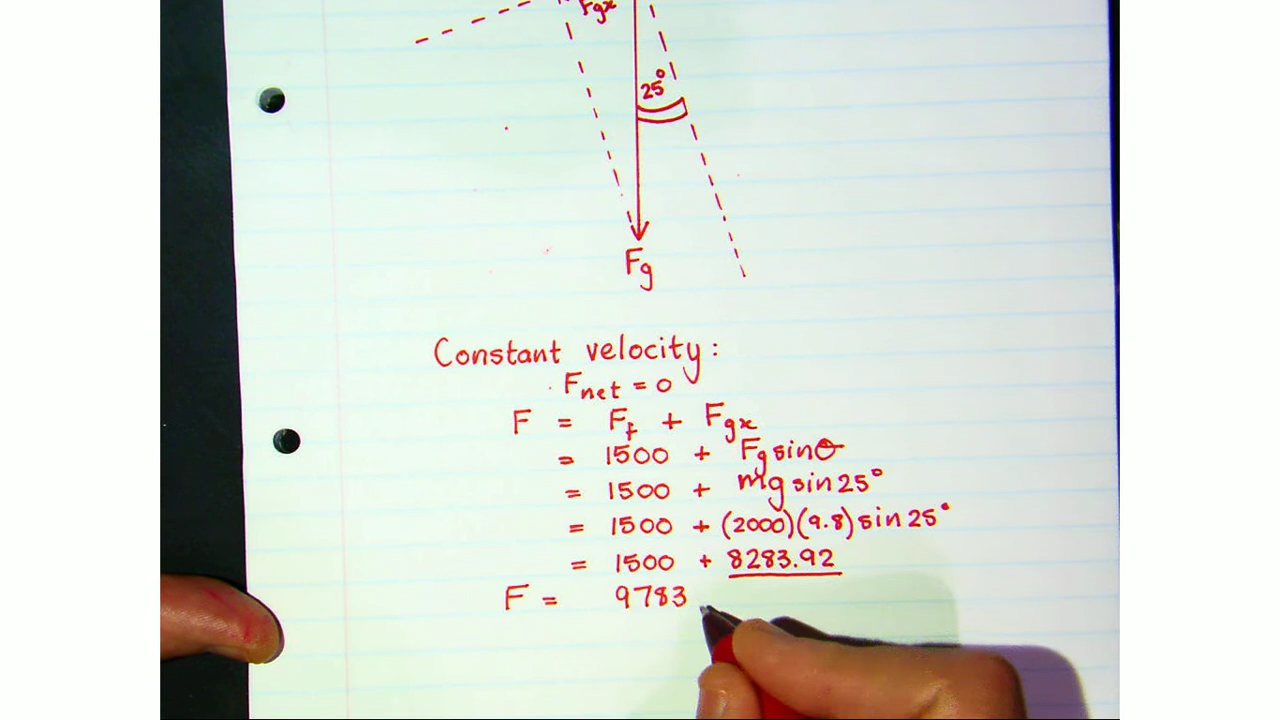 Fgx
25°
Fg
Constant velocity:
Fnet = 0
F = Ff + Fgx
= 1500 + Fg sinθ
= 1500 + mg sin 25°
= 1500 + (2000)(9.8) sin 25°
= 1500 + 8283.92
F = 9783